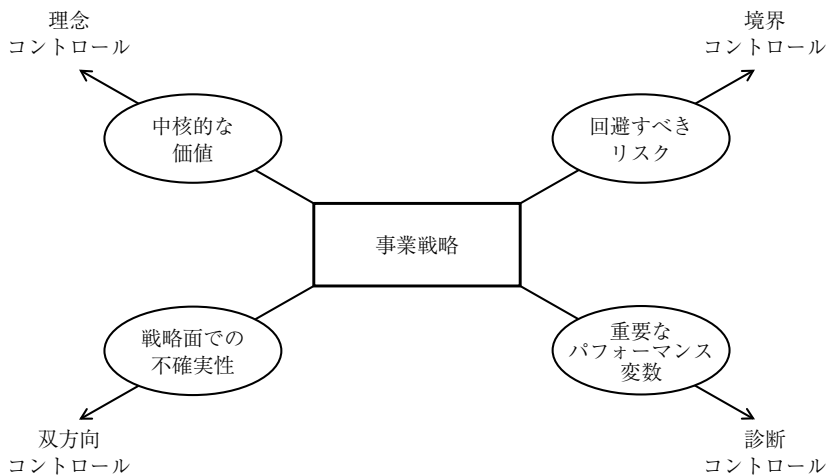 理念
コントロール
境界
コントロール
中核的な
価値
回避すべき
リスク
事業戦略
戦略面での
不確実性
重要な
パフォーマンス
変数
双方向
コントロール
診断
コントロール